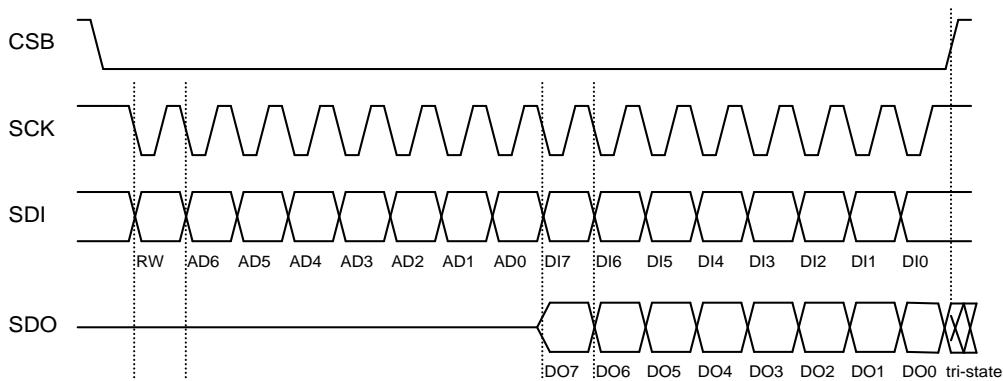 CSB
SCK
SDI
RW AD6 AD5 AD4 AD3 AD2 AD1 AD0 DI7 DI6 DI5 DI4 DI3 DI2 DI1 DI0
SDO
DO7 DO6 DO5 DO4 DO3 DO2 DO1 DO0 tri-state